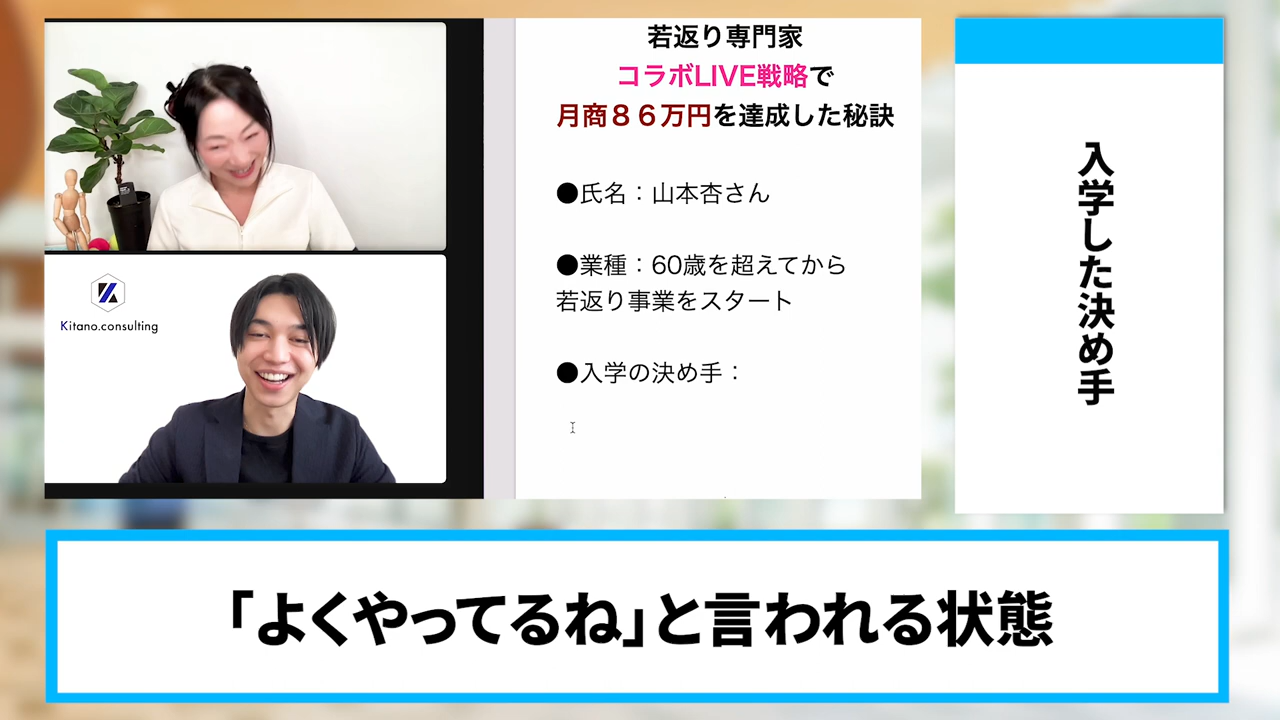 若返り専門家
コラボLIVE戦略で
月商８６万円を達成した秘訣
●氏名：山本杏さん
●業種：60歳を超えてから
若返り事業をスタート
●入学の決め手：
Kitano.consulting
入学した決め手
「よくやってるね」と言われる状態